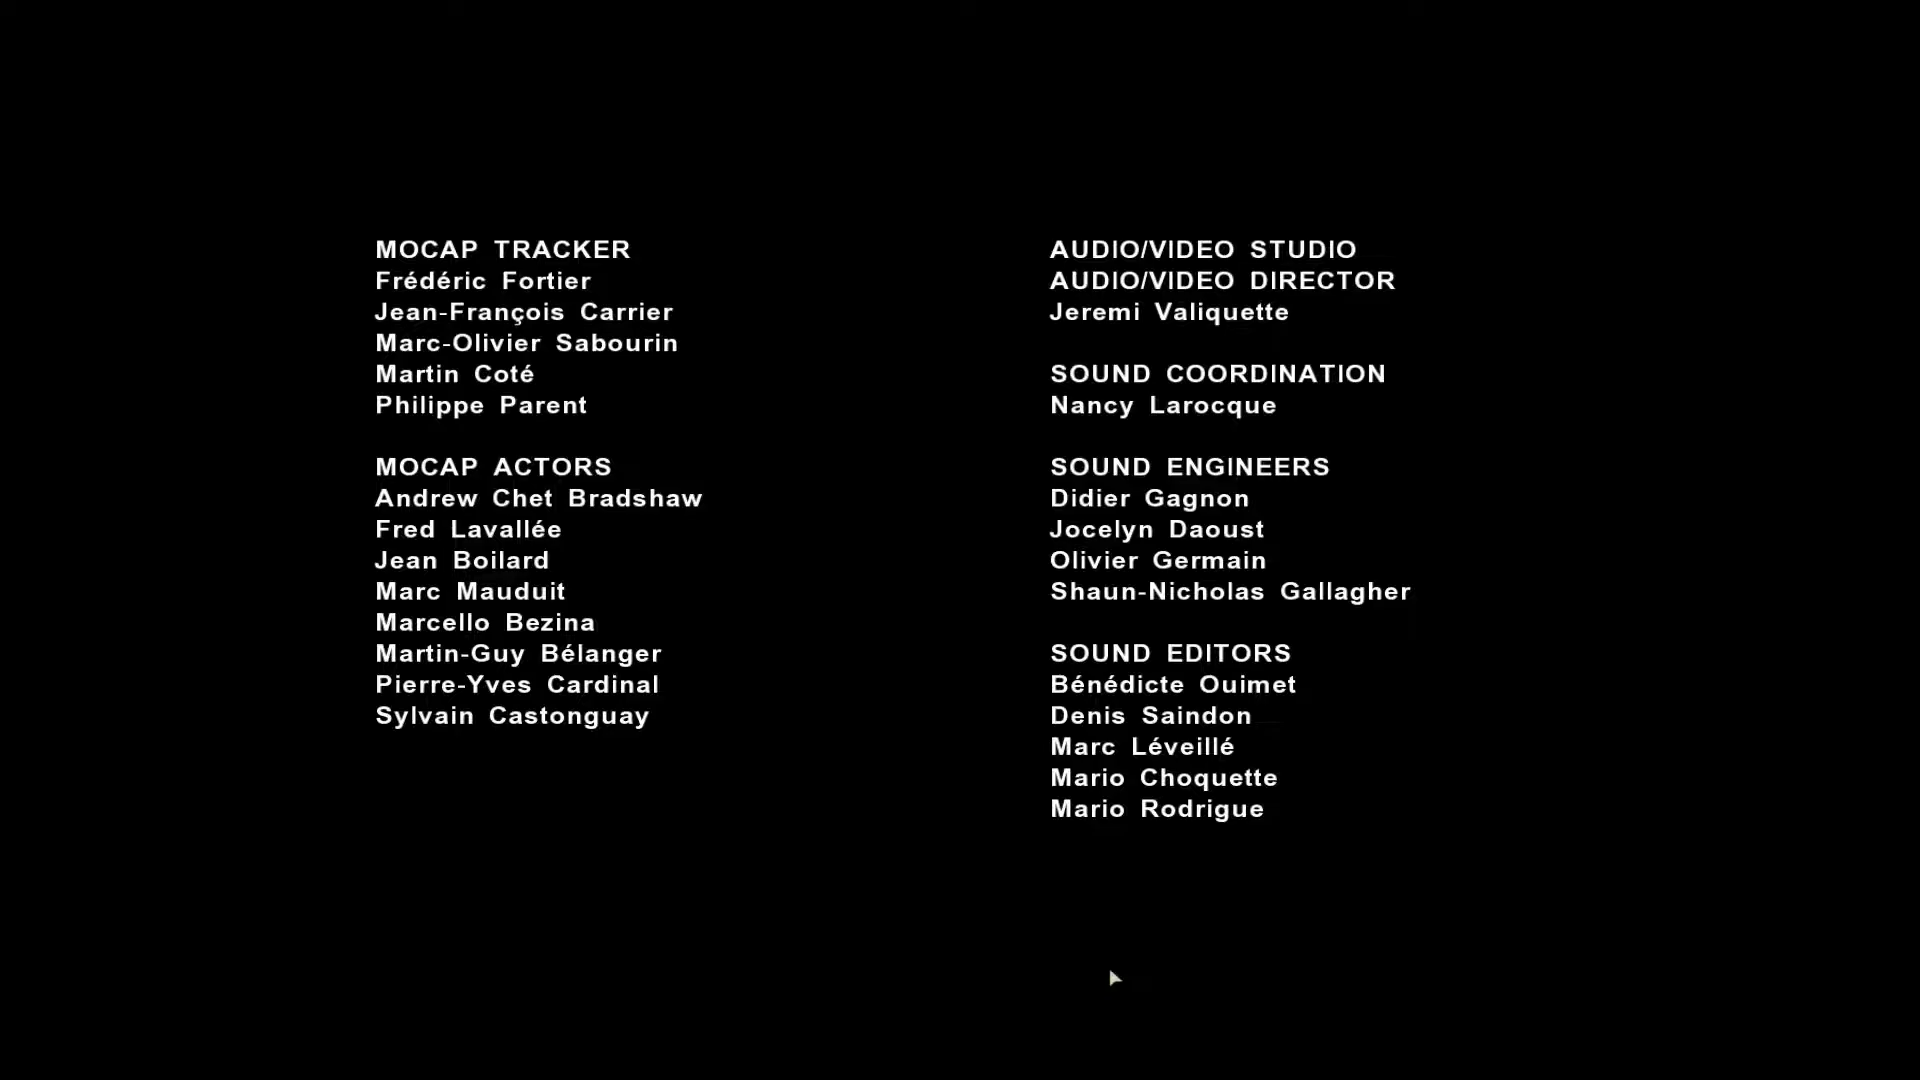 MOCAP TRACKER
Frédéric Fortier
Jean-François Carrier
Marc-Olivier Sabourin
Martin Coté
Philippe Parent
MOCAP ACTORS
Andrew Chet Bradshaw
Fred Lavallée
Jean Boilard
Marc Mauduit
Marcello Bezina
Martin-Guy Bélanger
Pierre-Yves Cardinal
Sylvain Castonguay
AUDIO/VIDEO STUDIO
AUDIO/VIDEO DIRECTOR
Jeremi Valiquette
SOUND COORDINATION
Nancy Larocque
SOUND ENGINEERS
Didier Gagnon
Jocelyn Daoust
Olivier Germain
Shaun-Nicholas Gallagher
SOUND EDITORS
Bénédicte Ouimet
Denis Saindon
Marc Léveillé
Mario Choquette
Mario Rodrigue